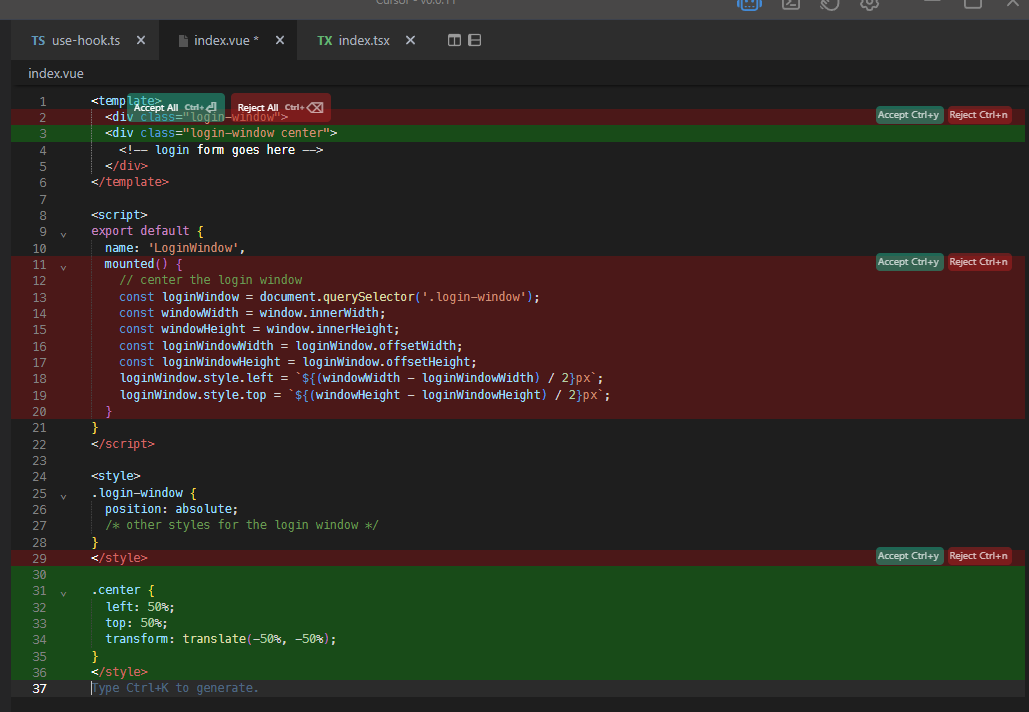 Cursor - v0.0.11
TS use-hook.ts ✕ index.vue * ✕ TX index.tsx ✕
index.vue
1 <template>
Accept All Ctrl+⏎ Reject All Ctrl+⌫
2 <div class="login-window"> Accept Ctrl+y Reject Ctrl+n
3 <div class="login-window center">
4 <!-- login form goes here -->
5 </div>
6 </template>
7
8 <script>
9 export default {
10 name: 'LoginWindow',
11 mounted() { Accept Ctrl+y Reject Ctrl+n
12 // center the login window
13 const loginWindow = document.querySelector('.login-window');
14 const windowWidth = window.innerWidth;
15 const windowHeight = window.innerHeight;
16 const loginWindowWidth = loginWindow.offsetWidth;
17 const loginWindowHeight = loginWindow.offsetHeight;
18 loginWindow.style.left = `${(windowWidth - loginWindowWidth) / 2}px`;
19 loginWindow.style.top = `${(windowHeight - loginWindowHeight) / 2}px`;
20 }
21 }
22 </script>
23
24 <style>
25 .login-window {
26 position: absolute;
27 /* other styles for the login window */
28 }
29 </style> Accept Ctrl+y Reject Ctrl+n
30
31 .center {
32 left: 50%;
33 top: 50%;
34 transform: translate(-50%, -50%);
35 }
36 </style>
37 Type Ctrl+K to generate.